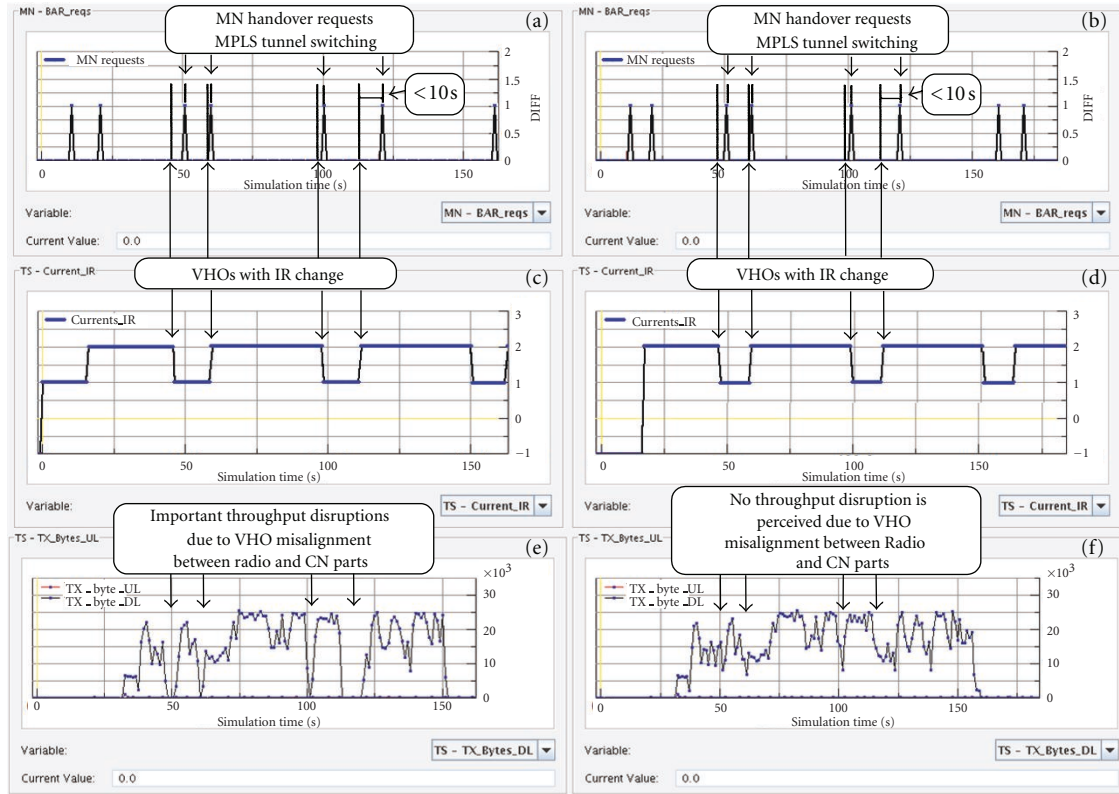 MN - BAR_reqs
(a)
MN handover requests
MPLS tunnel switching
MN requests
<10 s
2
1.5
1
0.5
0
DIFF
50
100
150
Simulation time (s)
Variable:
MN - BAR_reqs
Current Value:
0.0
MN - BAR_reqs
(b)
MN handover requests
MPLS tunnel switching
MN requests
<10 s
2
1.5
1
0.5
0
DIFF
0
50
100
150
Simulation time (s)
Variable:
MN - BAR_reqs
Current Value:
0.0
TS - Current_IR
(c)
VHOs with IR change
Currents_IR
3
2
1
0
−1
0
50
100
150
Simulation time (s)
Variable:
TS - Current_IR
TS - Current_IR
(d)
VHOs with IR change
Currents_IR
3
2
1
0
−1
0
50
100
150
Simulation time (s)
Variable:
TS - Current_IR
TS - TX_Bytes_UL
(e)
Important throughput disruptions
due to VHO misalignment
between radio and CN parts
×10³
TX _ byte _UL
TX _ byte _DL
30
20
10
0
0
50
100
150
Simulation time (s)
Variable:
TS - TX_Bytes_DL
Current Value:
0.0
TS - TX_Bytes_UL
(f)
No throughput disruption is
perceived due to VHO
misalignment between Radio
and CN parts
×10³
TX _ byte _UL
TX _ byte _DL
30
20
10
0
0
50
100
150
Simulation time (s)
Variable:
TS - TX_Bytes_DL
Current Value:
0.0